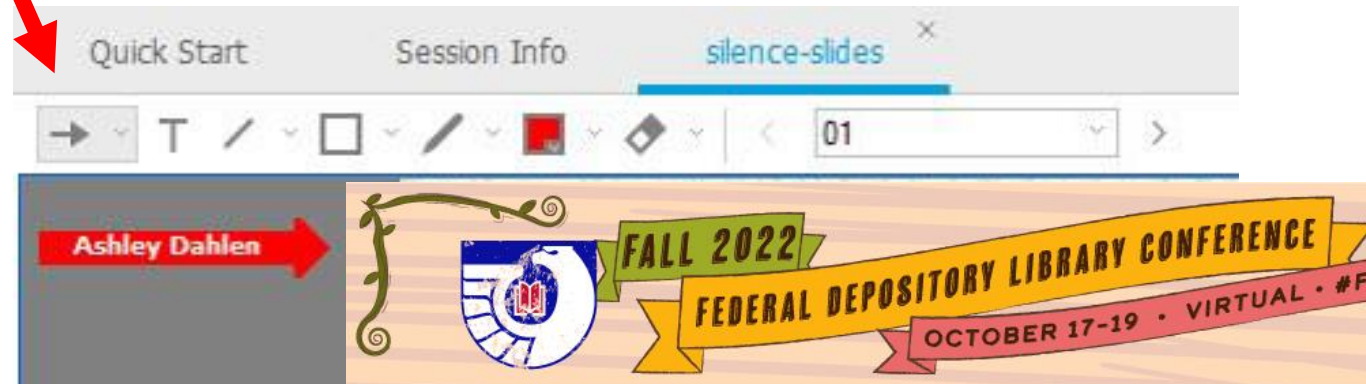 Quick Start Session Info silence-slides
T 01
Ashley Dahlen
FALL 2022
FEDERAL DEPOSITORY LIBRARY CONFERENCE
OCTOBER 17-19 • VIRTUAL • #F